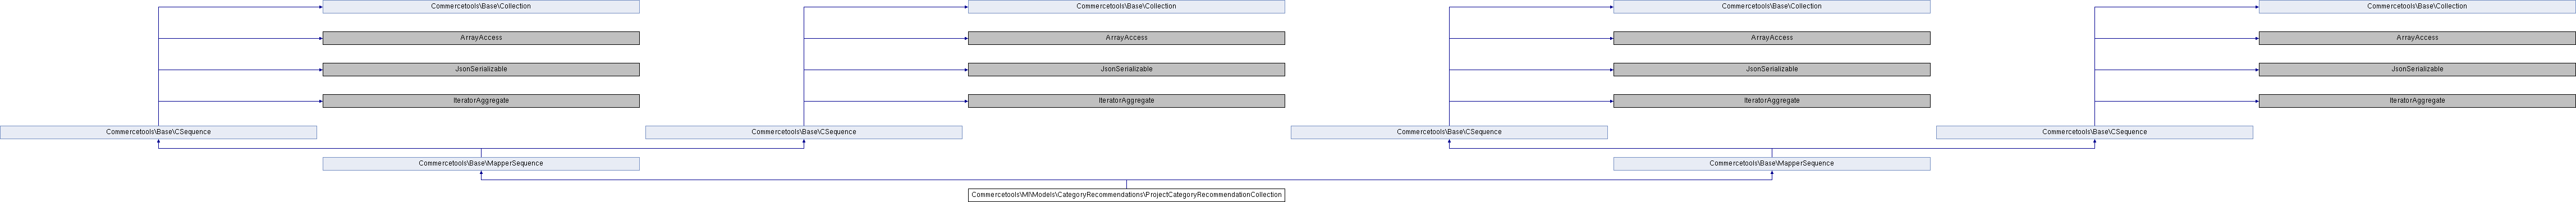 Commercetools\Base\Collection Commercetools\Base\Collection Commercetools\Base\Collection Commercetools\Base\Collection
ArrayAccess ArrayAccess ArrayAccess ArrayAccess
JsonSerializable JsonSerializable JsonSerializable JsonSerializable
IteratorAggregate IteratorAggregate IteratorAggregate IteratorAggregate
Commercetools\Base\CSequence Commercetools\Base\CSequence Commercetools\Base\CSequence Commercetools\Base\CSequence
Commercetools\Base\MapperSequence Commercetools\Base\MapperSequence
Commercetools\Ml\Models\CategoryRecommendations\ProjectCategoryRecommendationCollection